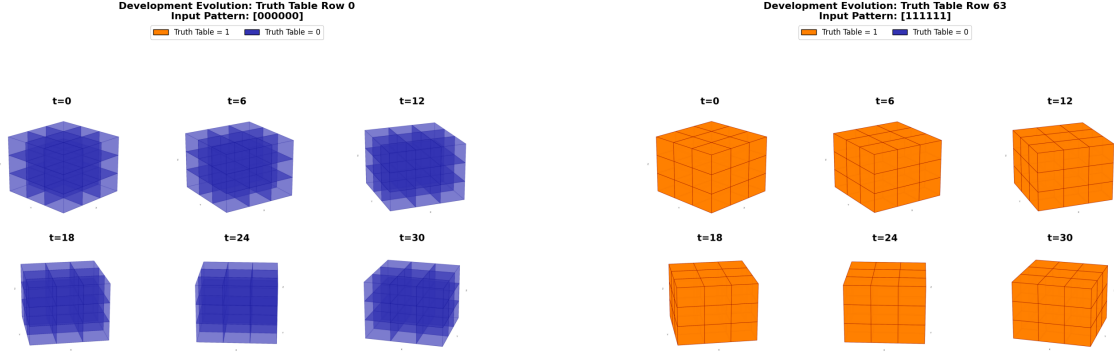 Development Evolution: Truth Table Row 0
Input Pattern: [000000]
Truth Table = 1 Truth Table = 0
t=0 t=6 t=12
t=18 t=24 t=30
Development Evolution: Truth Table Row 63
Input Pattern: [111111]
Truth Table = 1 Truth Table = 0
t=0 t=6 t=12
t=18 t=24 t=30